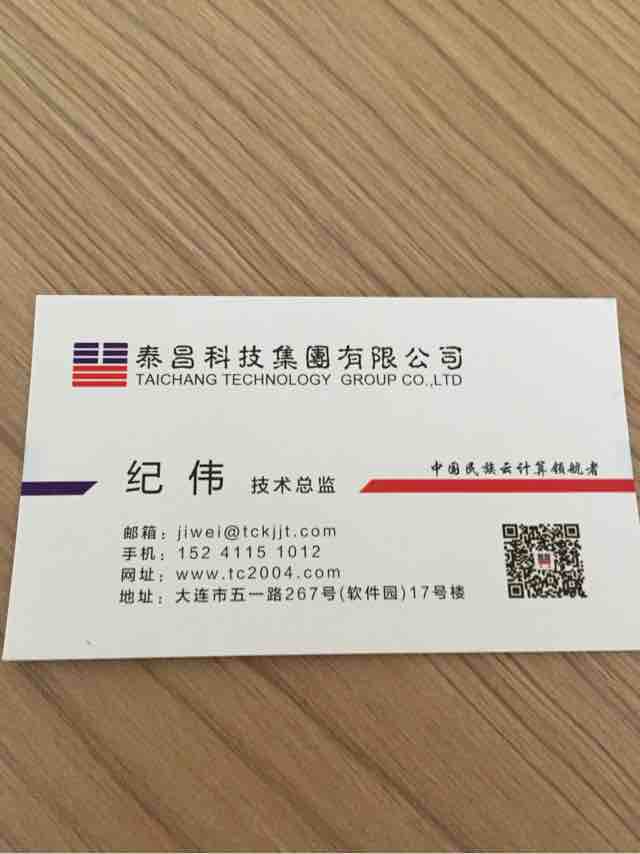 泰昌科技集團有限公司
TAICHANG TECHNOLOGY GROUP CO.,LTD
纪 伟 技术总监
中国民族云计算领航者
邮箱：jiwei@tckjjt.com
手机：152 4115 1012
网址：www.tc2004.com
地址：大连市五一路267号(软件园)17号楼